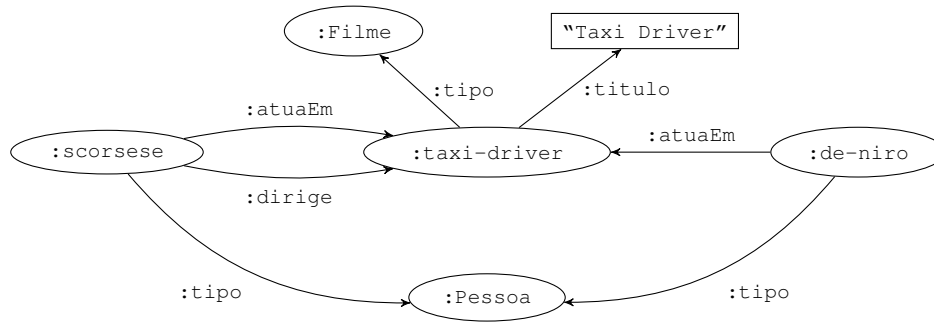 :Filme
“Taxi Driver”
:tipo
:titulo
:atuaEm
:atuaEm
:scorsese
:taxi-driver
:de-niro
:dirige
:tipo
:Pessoa
:tipo